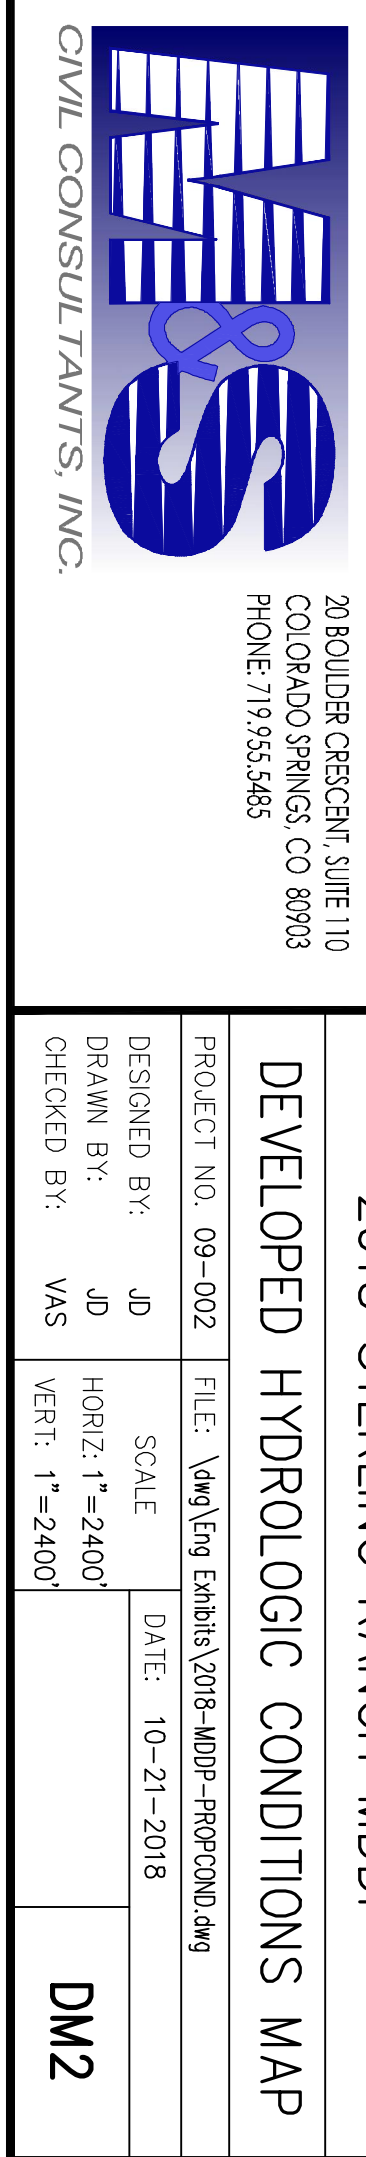 M&S
CIVIL CONSULTANTS, INC.
20 BOULDER CRESCENT, SUITE 110
COLORADO SPRINGS, CO 80903
PHONE: 719.955.5485
DEVELOPED HYDROLOGIC CONDITIONS MAP
PROJECT NO. 09-002
FILE: \dwg\Eng Exhibits\2018-MDDP-PROPCOND.dwg
DESIGNED BY: JD
DRAWN BY: JD
CHECKED BY: VAS
SCALE
HORIZ: 1"=2400'
VERT: 1"=2400'
DATE: 10-21-2018
DM2